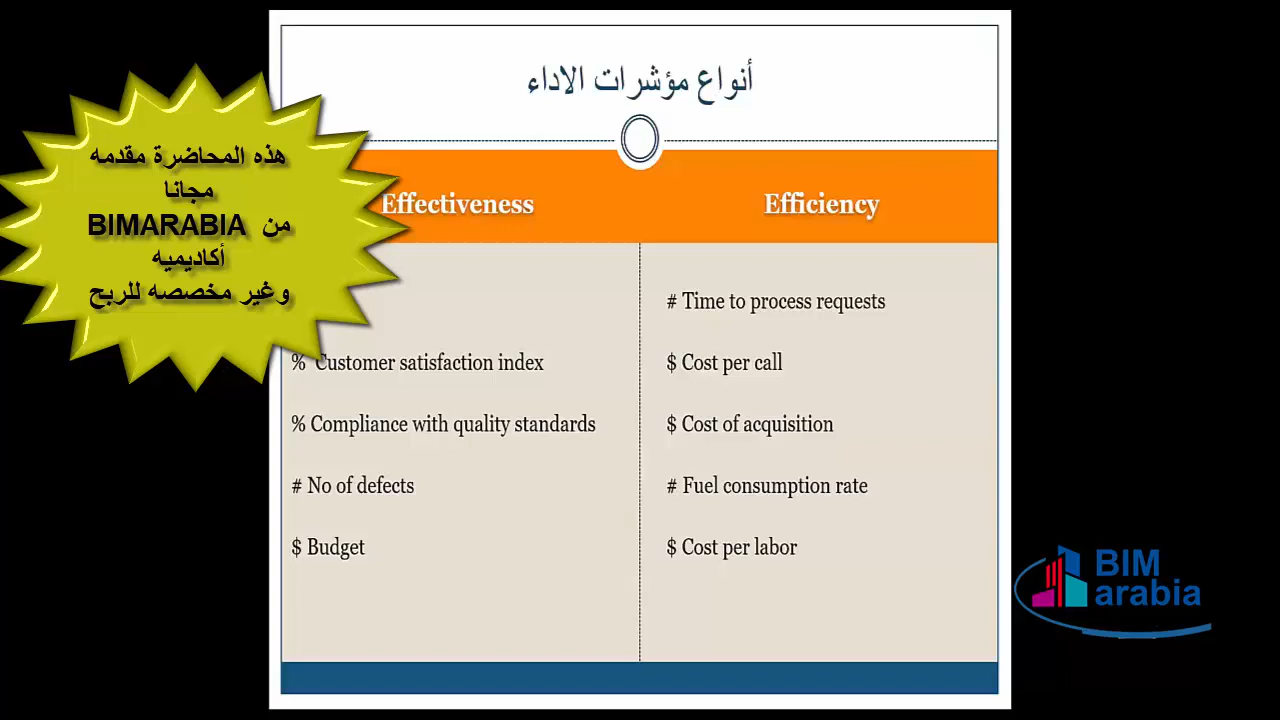 أنواع مؤشرات الاداء
هذه المحاضرة مقدمه
مجانا
من BIMARABIA
أكاديميه
وغير مخصصه للربح
Effectiveness
% Customer satisfaction index
% Compliance with quality standards
# No of defects
$ Budget
Efficiency
# Time to process requests
$ Cost per call
$ Cost of acquisition
# Fuel consumption rate
$ Cost per labor
BIM
arabia